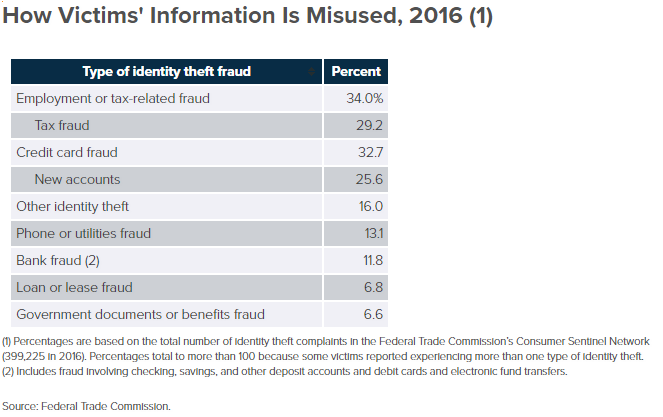 How Victims' Information Is Misused, 2016 (1)
Type of identity theft fraud Percent
Employment or tax-related fraud 34.0%
Tax fraud 29.2
Credit card fraud 32.7
New accounts 25.6
Other identity theft 16.0
Phone or utilities fraud 13.1
Bank fraud (2) 11.8
Loan or lease fraud 6.8
Government documents or benefits fraud 6.6
(1) Percentages are based on the total number of identity theft complaints in the Federal Trade Commission's Consumer Sentinel Network
(399,225 in 2016). Percentages total to more than 100 because some victims reported experiencing more than one type of identity theft.
(2) Includes fraud involving checking, savings, and other deposit accounts and debit cards and electronic fund transfers.
Source: Federal Trade Commission.